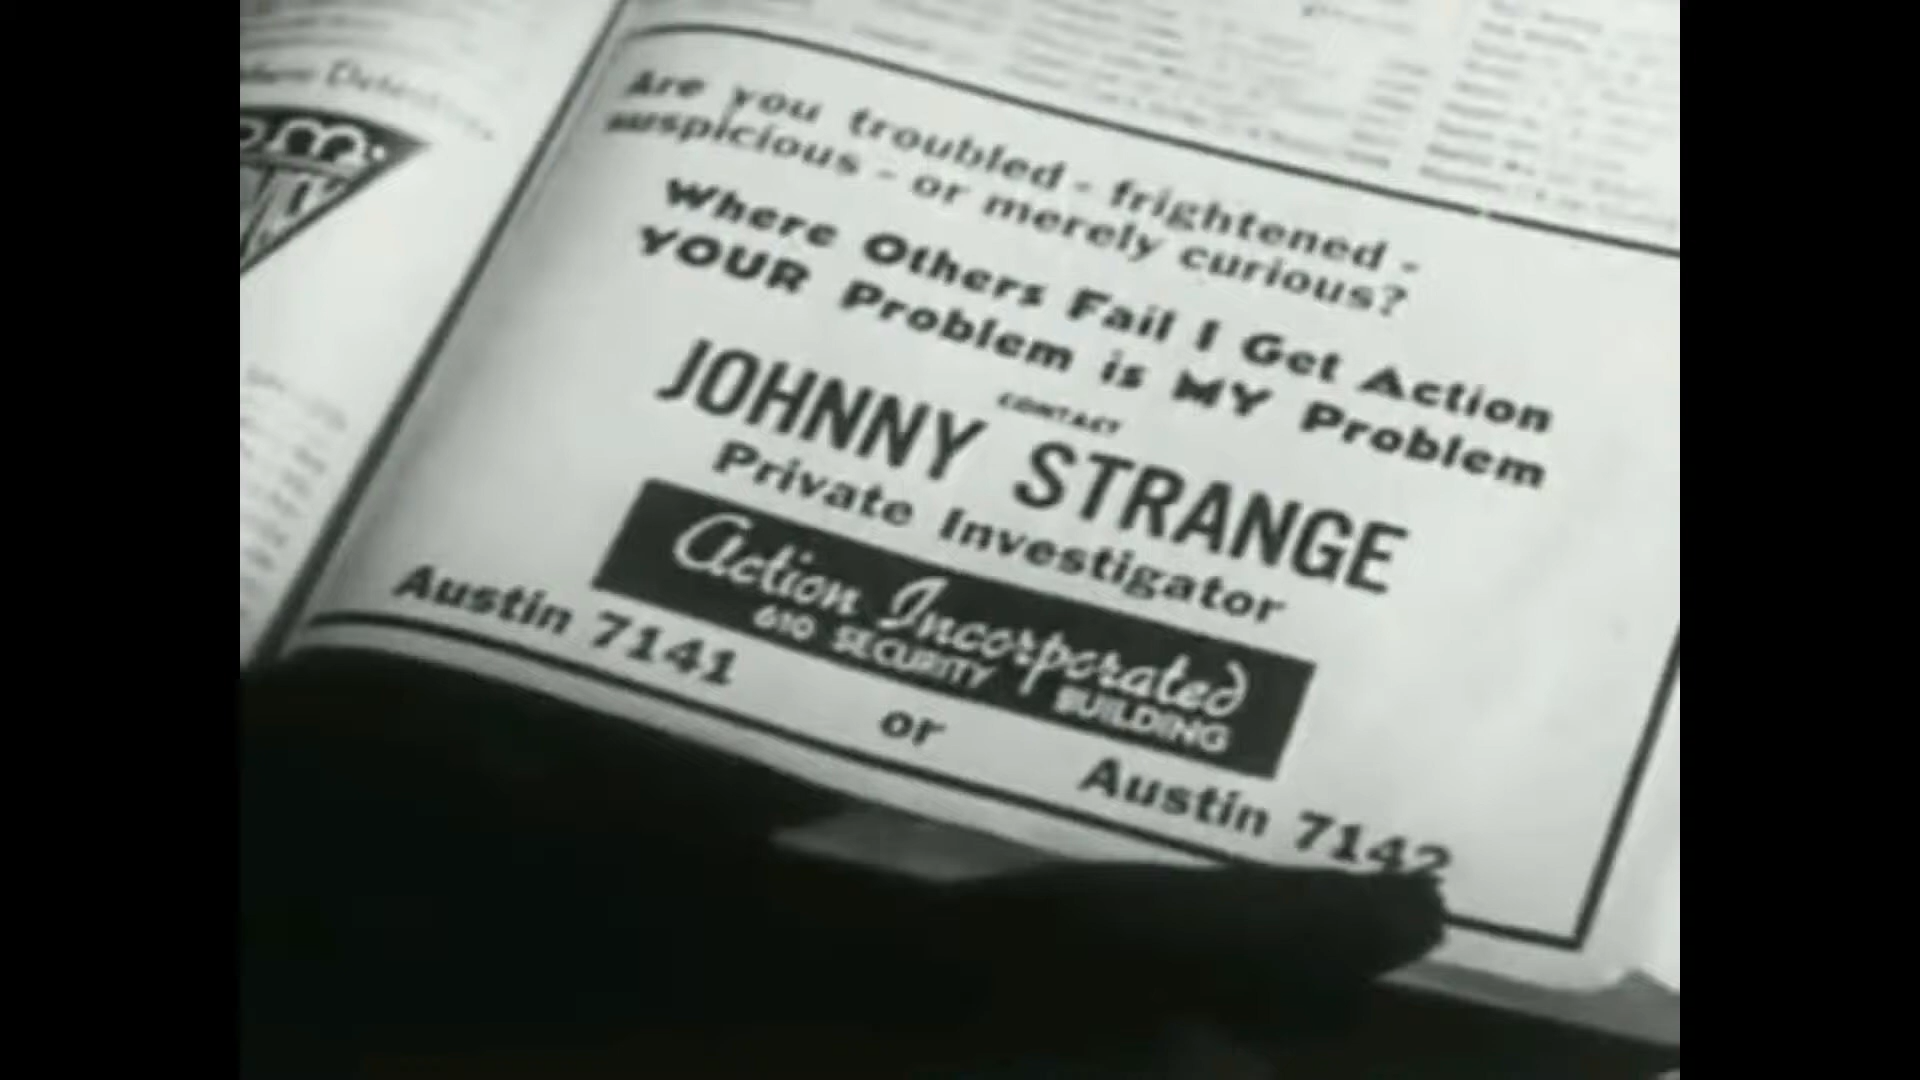 Are you troubled - frightened -
suspicious - or merely curious?
Where Others Fail I Get Action
YOUR Problem is MY Problem
CONTACT
JOHNNY STRANGE
Private Investigator
Action Incorporated
610 SECURITY BUILDING
Austin 7141 or Austin 7142